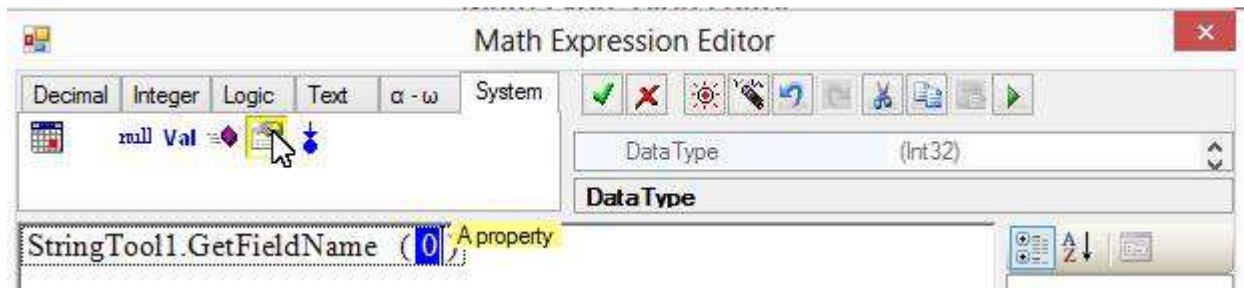 Math Expression Editor
Decimal Integer Logic Text α - ω System
null Val
DataType (Int32)
DataType
StringTool1.GetFieldName ( 0 )
A property
A
Z